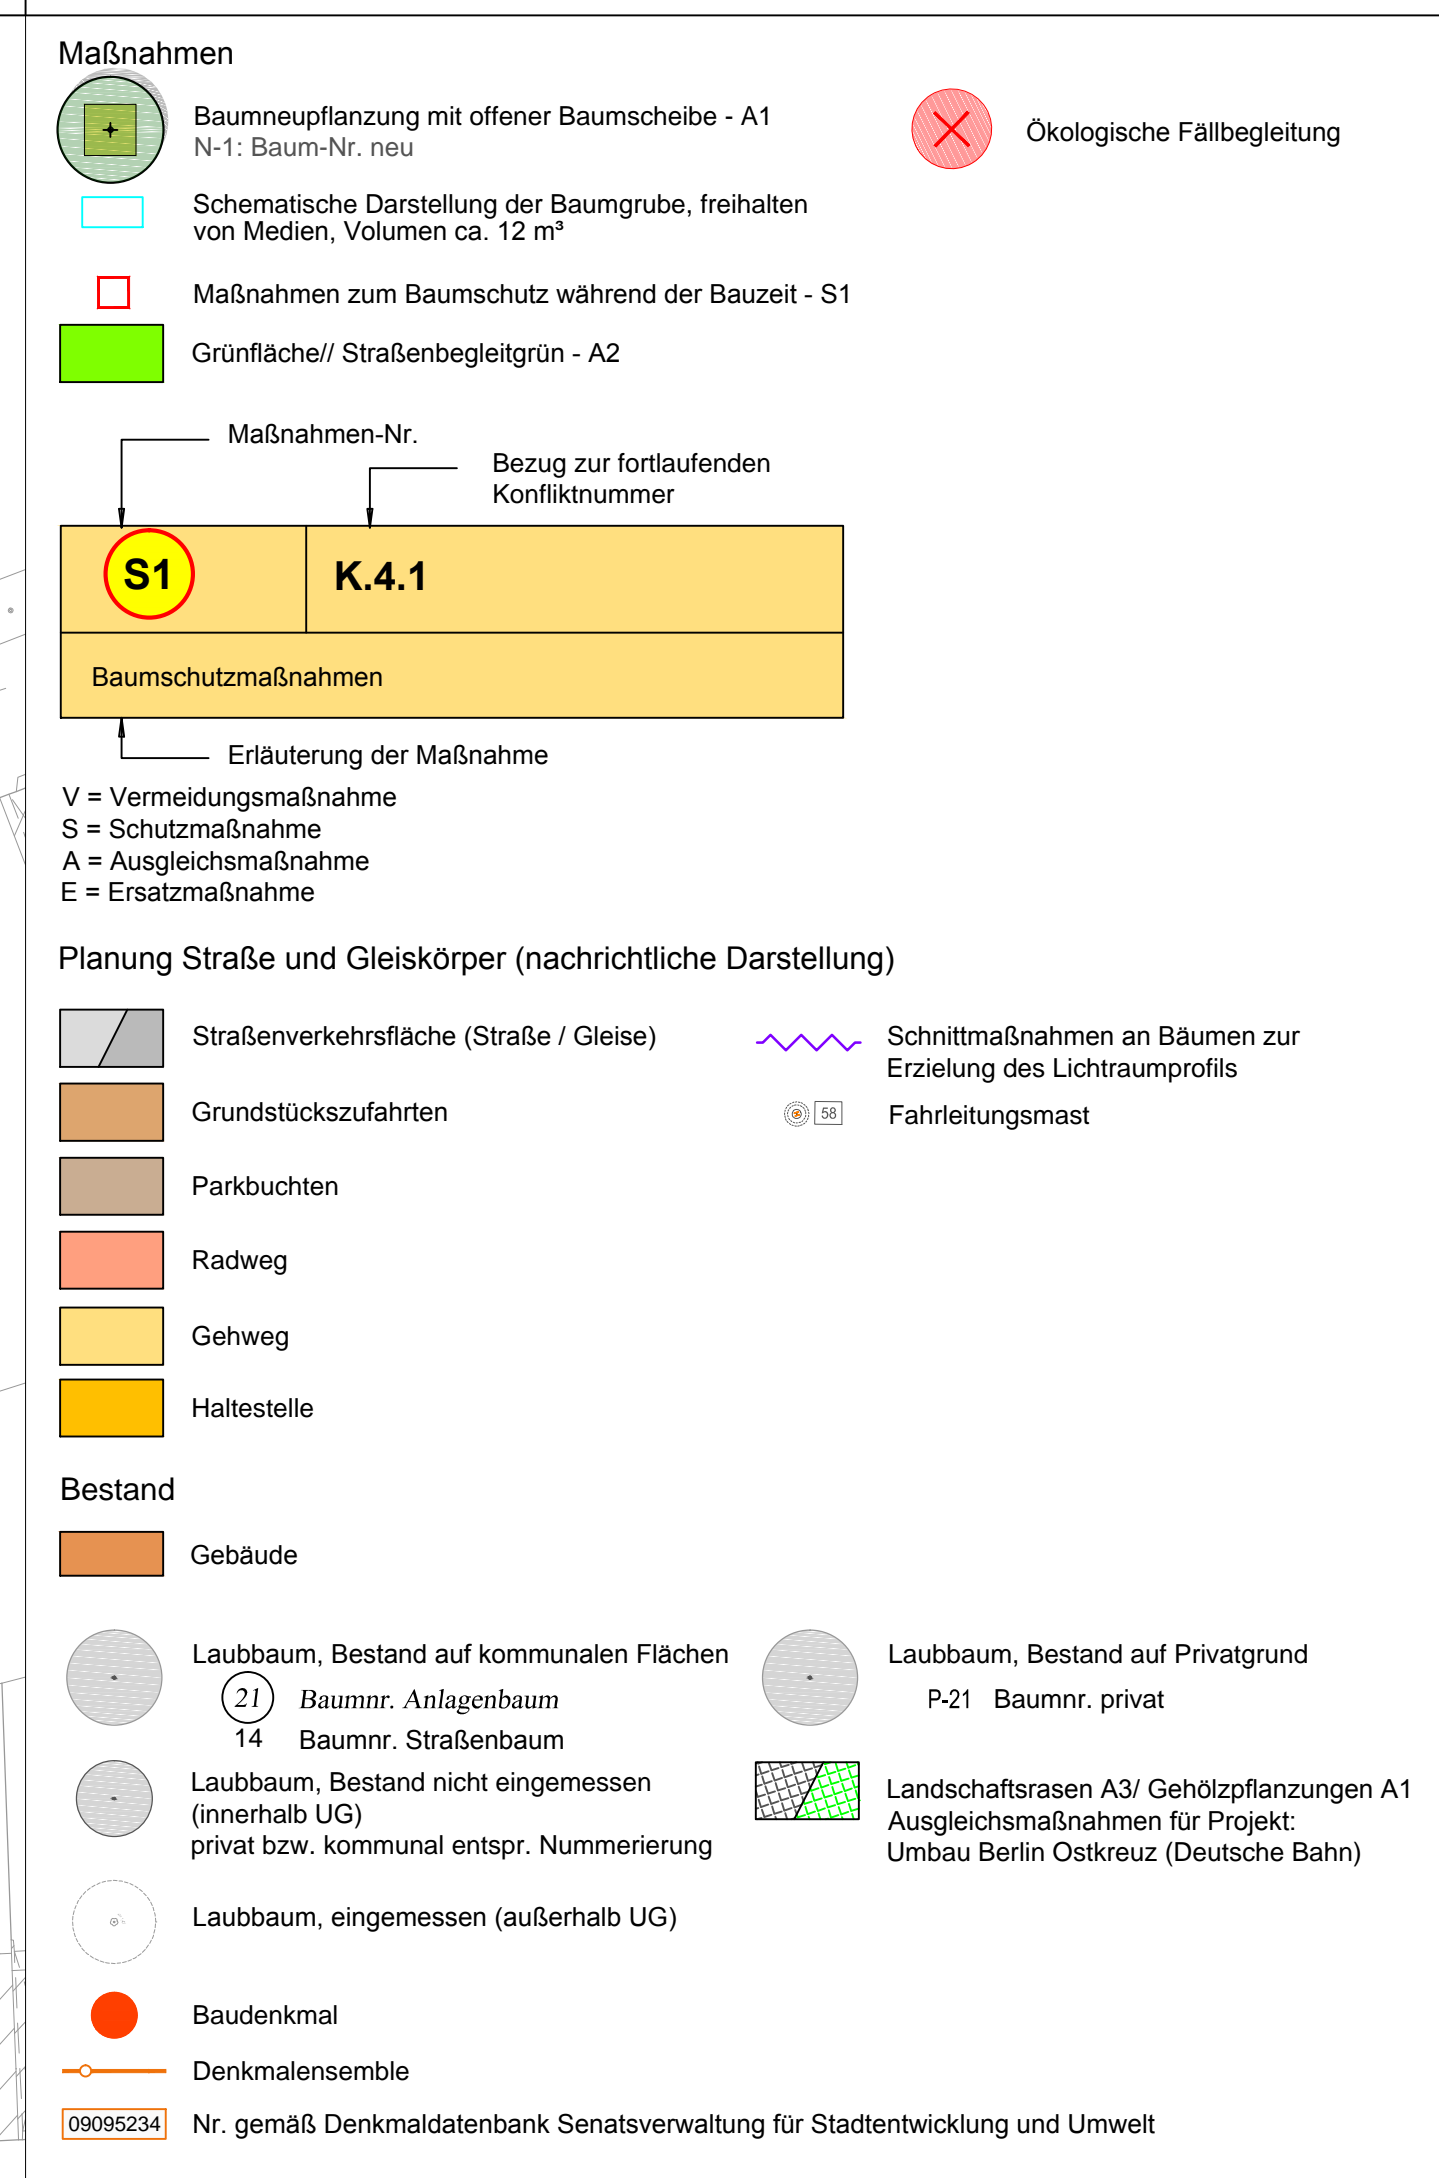 Maßnahmen
Baumneupflanzung mit offener Baumscheibe - A1
N-1: Baum-Nr. neu
Ökologische Fällbegleitung
Schematische Darstellung der Baumgrube, freihalten
von Medien, Volumen ca. 12 m³
Maßnahmen zum Baumschutz während der Bauzeit - S1
Grünfläche// Straßenbegleitgrün - A2
Maßnahmen-Nr.
Bezug zur fortlaufenden
Konfliktnummer
S1
K.4.1
Baumschutzmaßnahmen
Erläuterung der Maßnahme
V = Vermeidungsmaßnahme
S = Schutzmaßnahme
A = Ausgleichsmaßnahme
E = Ersatzmaßnahme
Planung Straße und Gleiskörper (nachrichtliche Darstellung)
Straßenverkehrsfläche (Straße / Gleise)
Grundstückszufahrten
Parkbuchten
Radweg
Gehweg
Haltestelle
Schnittmaßnahmen an Bäumen zur
Erzielung des Lichtraumprofils
58
Fahrleitungsmast
Bestand
Gebäude
Laubbaum, Bestand auf kommunalen Flächen
21 Baumnr. Anlagenbaum
14 Baumnr. Straßenbaum
Laubbaum, Bestand nicht eingemessen
(innerhalb UG)
privat bzw. kommunal entspr. Nummerierung
Laubbaum, eingemessen (außerhalb UG)
Laubbaum, Bestand auf Privatgrund
P-21 Baumnr. privat
Landschaftsrasen A3/ Gehölzpflanzungen A1
Ausgleichsmaßnahmen für Projekt:
Umbau Berlin Ostkreuz (Deutsche Bahn)
Baudenkmal
Denkmalensemble
09095234 Nr. gemäß Denkmaldatenbank Senatsverwaltung für Stadtentwicklung und Umwelt